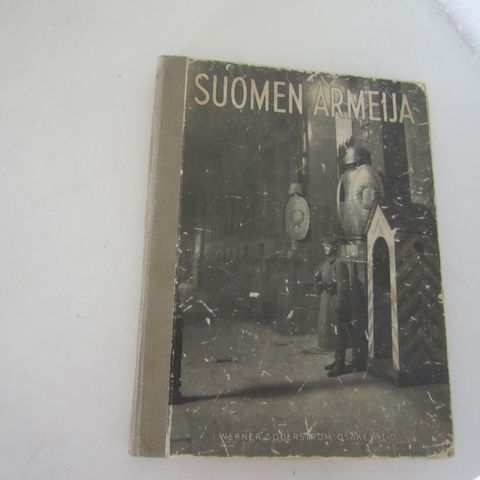 SUOMEN ARMEIJA
WERNER SÖDERSTRÖM OSAKEYHTIÖ